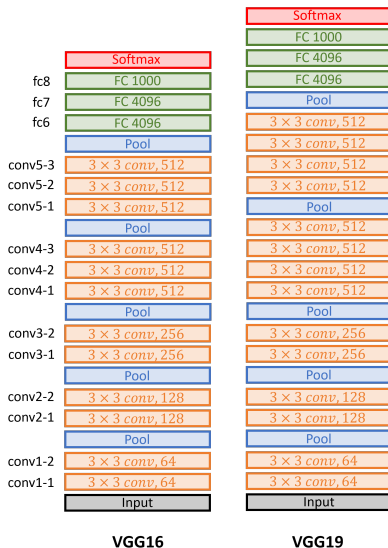 Softmax
fc8 FC 1000
fc7 FC 4096
fc6 FC 4096
Pool
conv5-3 3 × 3 conv, 512
conv5-2 3 × 3 conv, 512
conv5-1 3 × 3 conv, 512
Pool
conv4-3 3 × 3 conv, 512
conv4-2 3 × 3 conv, 512
conv4-1 3 × 3 conv, 512
Pool
conv3-2 3 × 3 conv, 256
conv3-1 3 × 3 conv, 256
Pool
conv2-2 3 × 3 conv, 128
conv2-1 3 × 3 conv, 128
Pool
conv1-2 3 × 3 conv, 64
conv1-1 3 × 3 conv, 64
Input
VGG16
Softmax
FC 1000
FC 4096
FC 4096
Pool
3 × 3 conv, 512
3 × 3 conv, 512
3 × 3 conv, 512
3 × 3 conv, 512
Pool
3 × 3 conv, 512
3 × 3 conv, 512
3 × 3 conv, 512
3 × 3 conv, 512
Pool
3 × 3 conv, 256
3 × 3 conv, 256
Pool
3 × 3 conv, 128
3 × 3 conv, 128
Pool
3 × 3 conv, 64
3 × 3 conv, 64
Input
VGG19